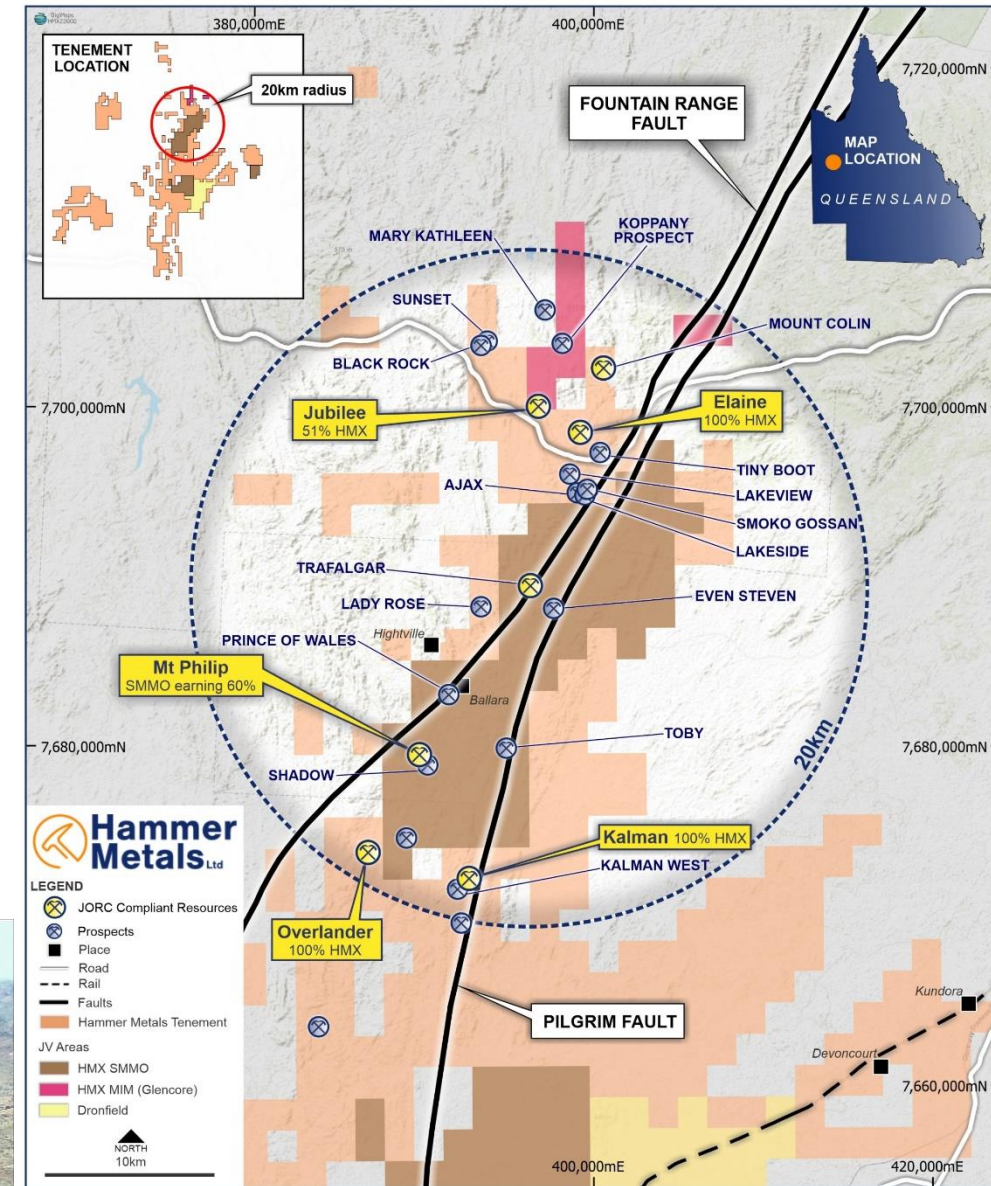 DigiMaps
380,000mE
400,000mE
7,720,000mN
TENEMENT
LOCATION
20km radius
FOUNTAIN RANGE
FAULT
MAP
LOCATION
QUEENSLAND
MARY KATHLEEN
KOPPANY
PROSPECT
SUNSET
MOUNT COLIN
BLACK ROCK
7,700,000mN
7,700,000mN
Jubilee
51% HMX
Elaine
100% HMX
TINY BOOT
AJAX
LAKEVIEW
SMOKO GOSSAN
LAKESIDE
TRAFALGAR
LADY ROSE
EVEN STEVEN
PRINCE OF WALES
Hightville
Mt Philip
SMMO earning 60%
Ballara
7,680,000mN
7,680,000mN
TOBY
SHADOW
20km
Hammer
Metals Ltd
Kalman 100% HMX
KALMAN WEST
LEGEND
JORC Compliant Resources
Prospects
Place
Road
Rail
Faults
Hammer Metals Tenement
JV Areas
HMX SMMO
HMX MIM (Glencore)
Dronfield
NORTH
10km
Overlander
100% HMX
PILGRIM FAULT
Kundora
Devoncourt
7,660,000mN
400,000mE
420,000mE